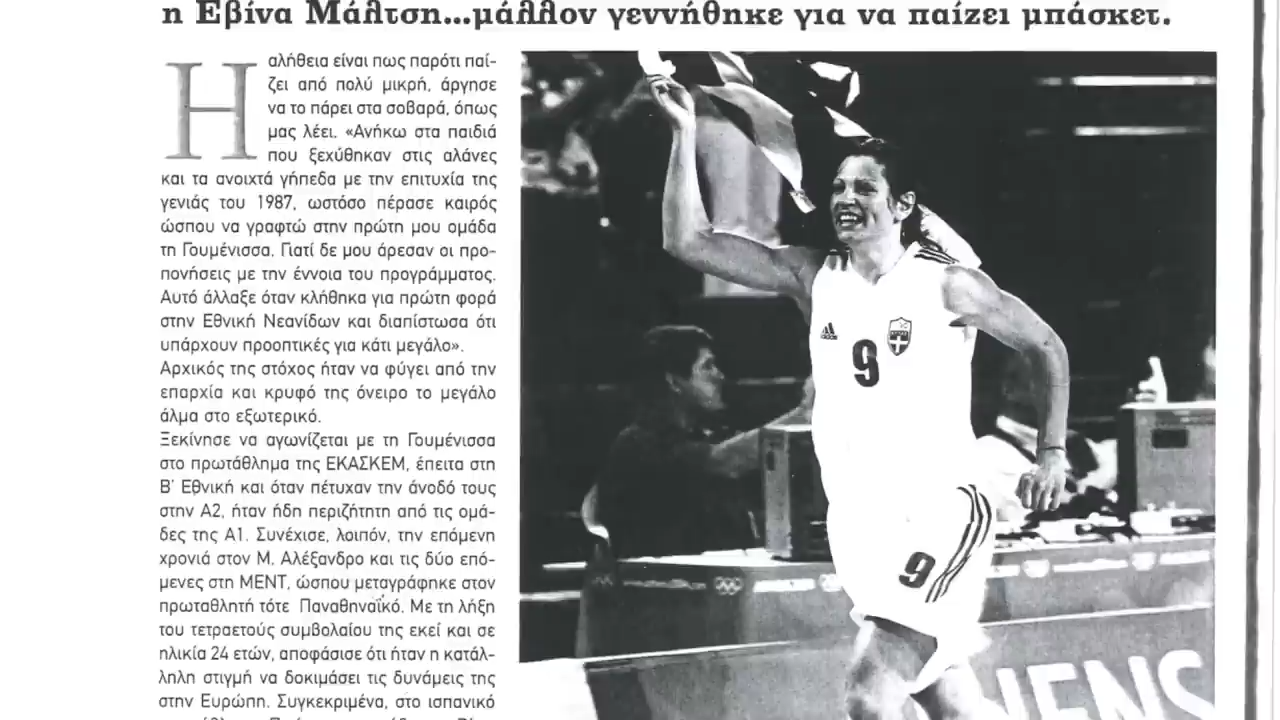 η Εβίνα Μάλτση...μάλλον γεννήθηκε για να παίζει μπάσκετ.
Η αλήθεια είναι πως παρότι παί-
ζει από πολύ μικρή, άργησε
να το πάρει στα σοβαρά, όπως
μας λέει. «Ανήκω στα παιδιά
που ξεχύθηκαν στις αλάνες
και τα ανοιχτά γήπεδα με την επιτυχία της
γενιάς του 1987, ωστόσο πέρασε καιρός
ώσπου να γραφτώ στην πρώτη μου ομάδα
τη Γουμένισσα. Γιατί δε μου άρεσαν οι προ-
πονήσεις με την έννοια του προγράμματος.
Αυτό άλλαξε όταν κλήθηκα για πρώτη φορά
στην Εθνική Νεανίδων και διαπίστωσα ότι
υπάρχουν προοπτικές για κάτι μεγάλο».
Αρχικός της στόχος ήταν να φύγει από την
επαρχία και κρυφό της όνειρο το μεγάλο
άλμα στο εξωτερικό.
Ξεκίνησε να αγωνίζεται με τη Γουμένισσα
στο πρωτάθλημα της ΕΚΑΣΚΕΜ, έπειτα στη
Β' Εθνική και όταν πέτυχαν την άνοδό τους
στην Α2, ήταν ήδη περιζήτητη από τις ομά-
δες της Α1. Συνέχισε, λοιπόν, την επόμενη
χρονιά στον Μ. Αλέξανδρο και τις δύο επό-
μενες στη ΜΕΝΤ, ώσπου μεταγράφηκε στον
πρωταθλητή τότε Παναθηναϊκό. Με τη λήξη
του τετραετούς συμβολαίου της εκεί και σε
ηλικία 24 ετών, αποφάσισε ότι ήταν η κατάλ-
ληλη στιγμή να δοκιμάσει τις δυνάμεις της
στην Ευρώπη. Συγκεκριμένα, στο ισπανικό
adidas
9
9
HENS